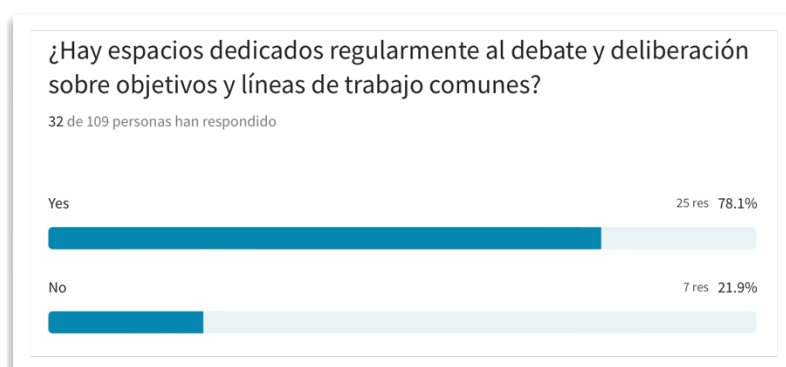 ¿Hay espacios dedicados regularmente al debate y deliberación
sobre objetivos y líneas de trabajo comunes?
32 de 109 personas han respondido
Yes 25 res 78.1%
No 7 res 21.9%